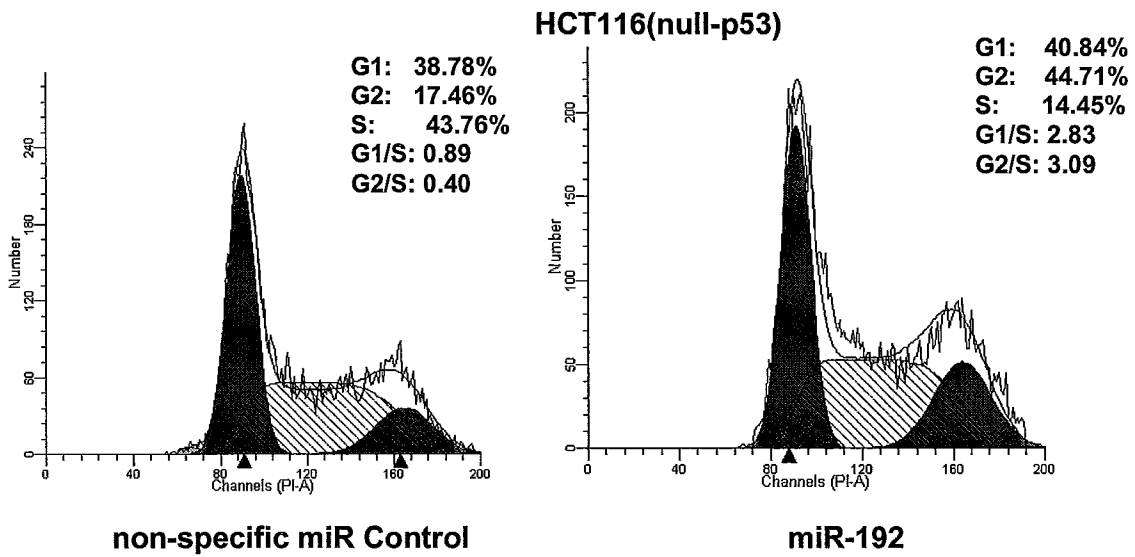 HCT116(null-p53)
G1: 38.78%
G2: 17.46%
S: 43.76%
G1/S: 0.89
G2/S: 0.40
Number
240
180
120
60
0
0 40 80 120 160 200
Channels (PI-A)
non-specific miR Control
G1: 40.84%
G2: 44.71%
S: 14.45%
G1/S: 2.83
G2/S: 3.09
Number
200
150
100
50
0
0 40 80 120 160 200
Channels (PI-A)
miR-192